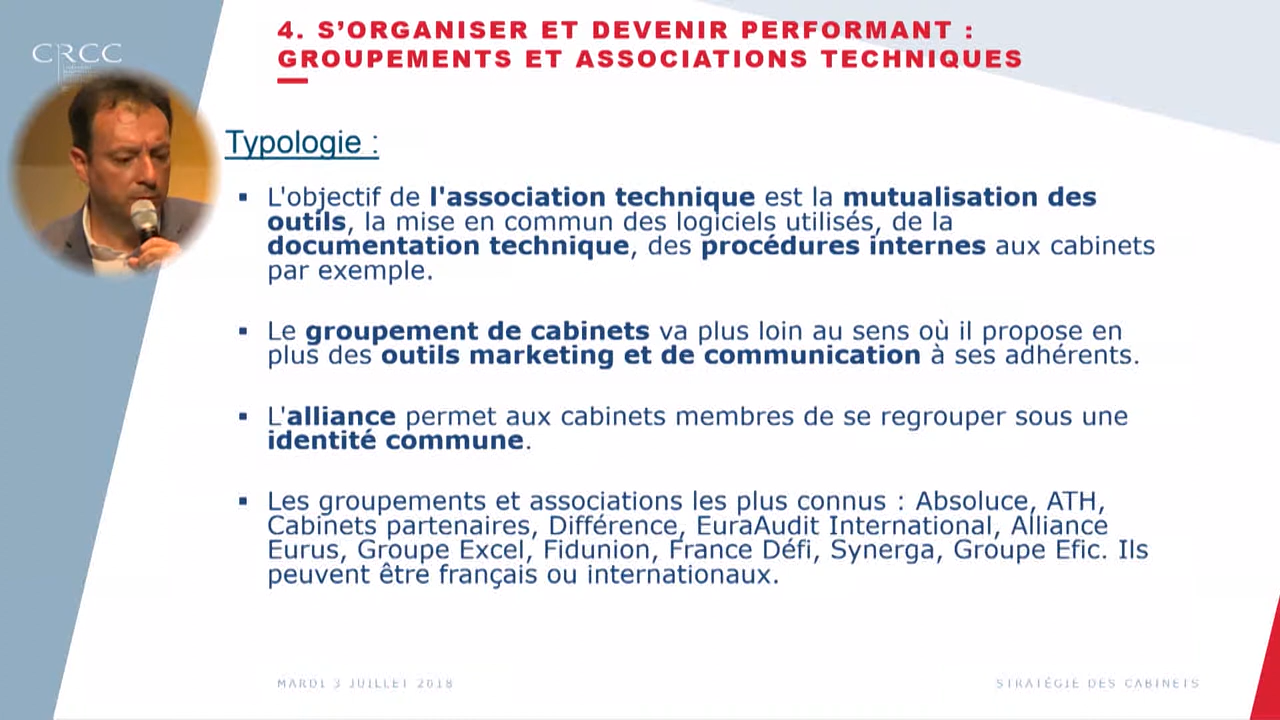 4. S'ORGANISER ET DEVENIR PERFORMANT :
GROUPEMENTS ET ASSOCIATIONS TECHNIQUES
CRCC
Typologie :
▪ L'objectif de l'association technique est la mutualisation des
outils, la mise en commun des logiciels utilisés, de la
documentation technique, des procédures internes aux cabinets
par exemple.
▪ Le groupement de cabinets va plus loin au sens où il propose en
plus des outils marketing et de communication à ses adhérents.
▪ L'alliance permet aux cabinets membres de se regrouper sous une
identité commune.
▪ Les groupements et associations les plus connus : Absoluce, ATH,
Cabinets partenaires, Différence, EuraAudit International, Alliance
Eurus, Groupe Excel, Fidunion, France Défi, Synerga, Groupe Efic. Ils
peuvent être français ou internationaux.
MARDI 3 JUILLET 2018
STRATÉGIE DES CABINETS